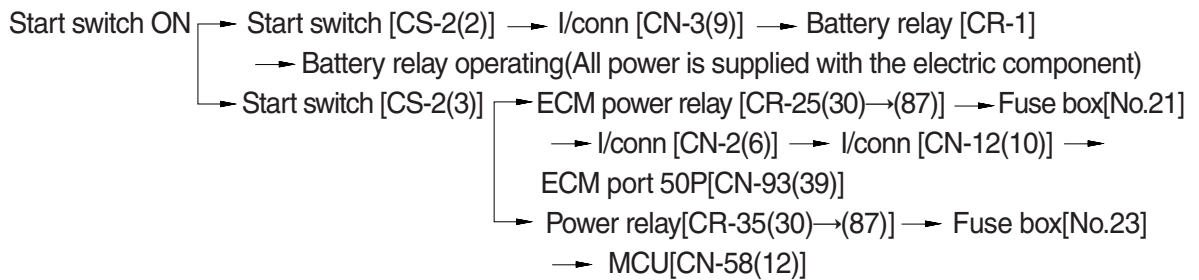 Start switch ON → Start switch [CS-2(2)] → I/conn [CN-3(9)] → Battery relay [CR-1]
→ Battery relay operating(All power is supplied with the electric component)
→ Start switch [CS-2(3)] → ECM power relay [CR-25(30)→(87)] → Fuse box[No.21]
→ I/conn [CN-2(6)] → I/conn [CN-12(10)] →
ECM port 50P[CN-93(39)]
→ Power relay[CR-35(30)→(87)] → Fuse box[No.23]
→ MCU[CN-58(12)]